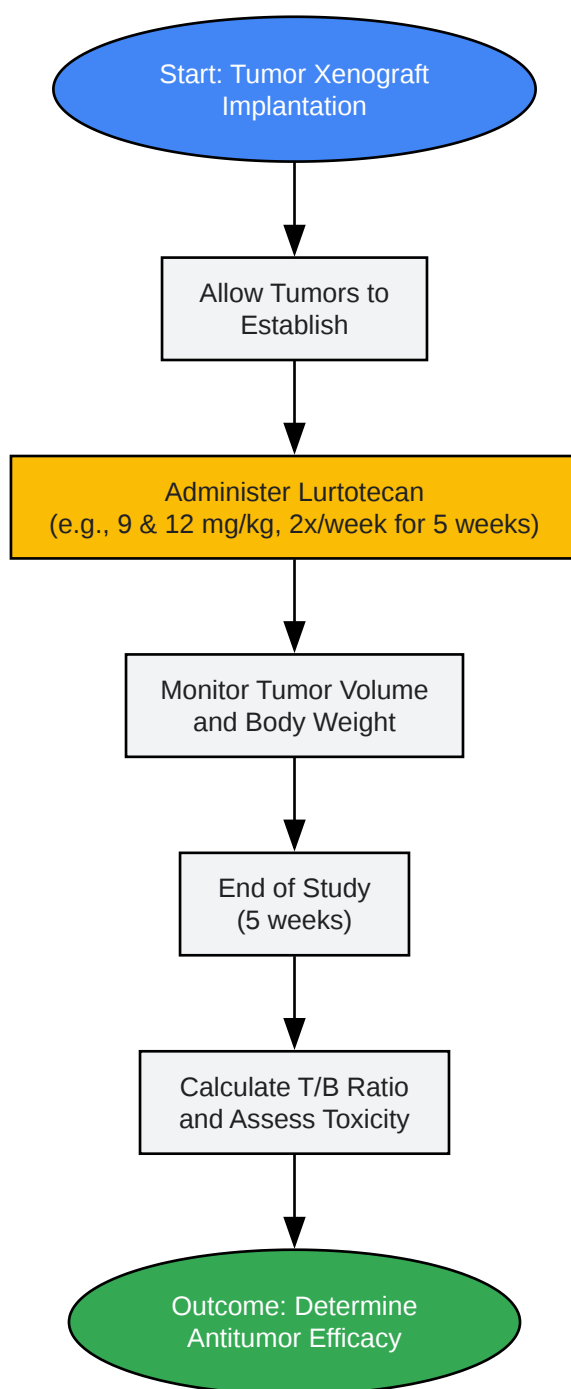 Start: Tumor Xenograft
Implantation
Allow Tumors to
Establish
Administer Lurtotecan
(e.g., 9 & 12 mg/kg, 2x/week for 5 weeks)
Monitor Tumor Volume
and Body Weight
End of Study
(5 weeks)
Calculate T/B Ratio
and Assess Toxicity
Outcome: Determine
Antitumor Efficacy